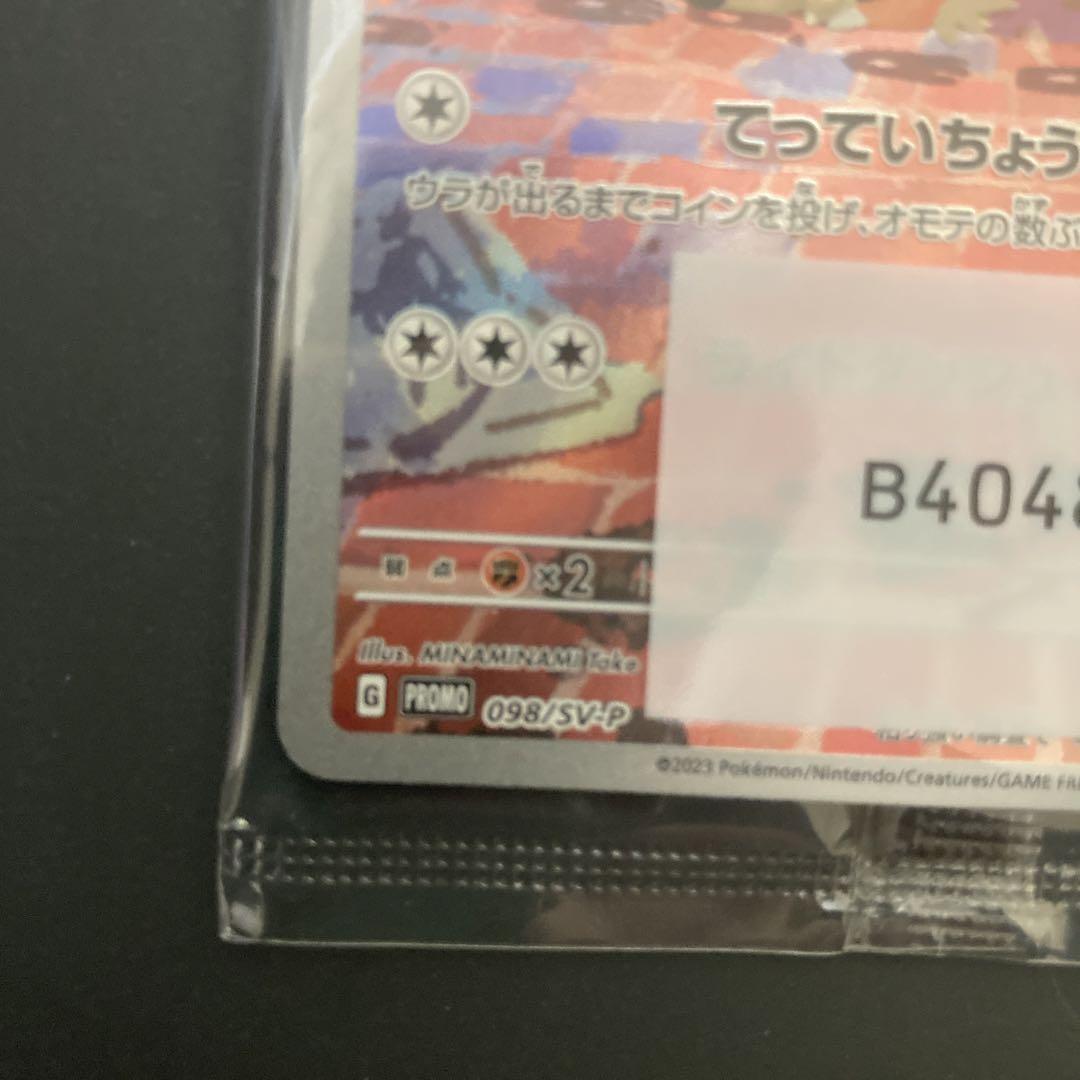 てっていちょう
ウラが出るまでコインを投げ、オモテの数ぶ
B4048
弱点 ×2
Illus. MINAMINAMI Take
G PROMO 098/SV-P
©2023 Pokémon/Nintendo/Creatures/GAME FR